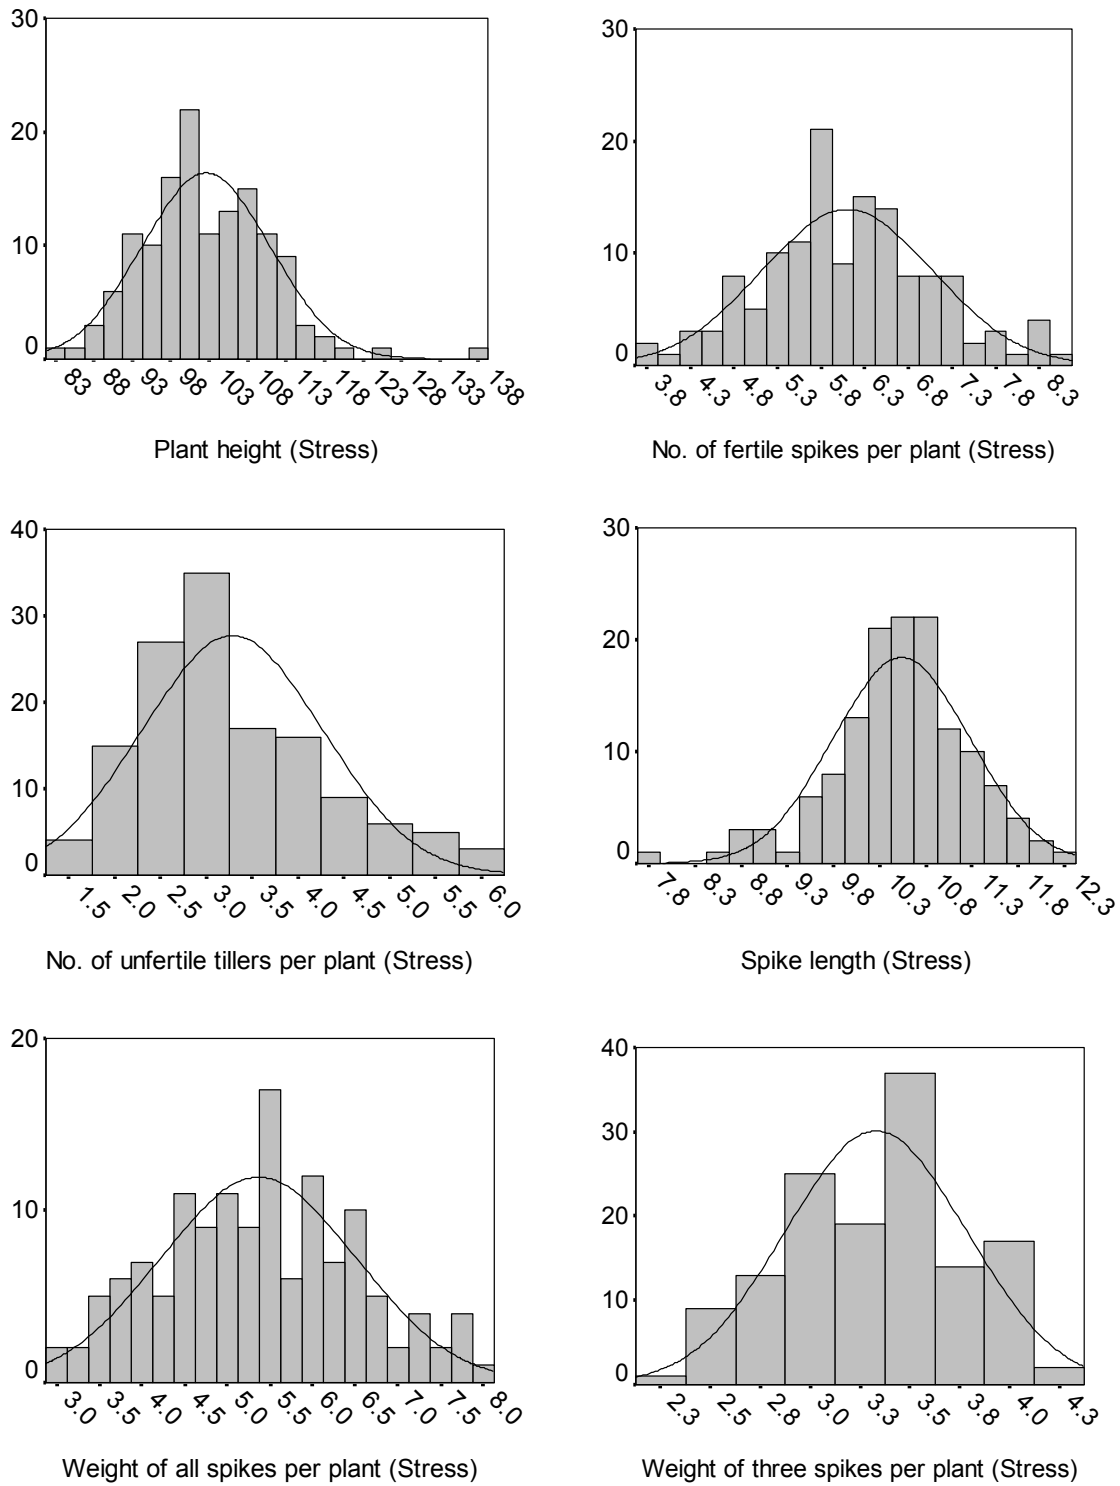 30
20
10
0
83 88 93 98 103 108 113 118 123 128 133 138
Plant height (Stress)
30
20
10
0
3.8 4.3 4.8 5.3 5.8 6.3 6.8 7.3 7.8 8.3
No. of fertile spikes per plant (Stress)
40
30
20
10
0
1.5 2.0 2.5 3.0 3.5 4.0 4.5 5.0 5.5 6.0
No. of unfertile tillers per plant (Stress)
30
20
10
0
7.8 8.3 8.8 9.3 9.8 10.3 10.8 11.3 11.8 12.3
Spike length (Stress)
20
10
0
3.0 3.5 4.0 4.5 5.0 5.5 6.0 6.5 7.0 7.5 8.0
Weight of all spikes per plant (Stress)
40
30
20
10
0
2.3 2.5 2.8 3.0 3.3 3.5 3.8 4.0 4.3
Weight of three spikes per plant (Stress)